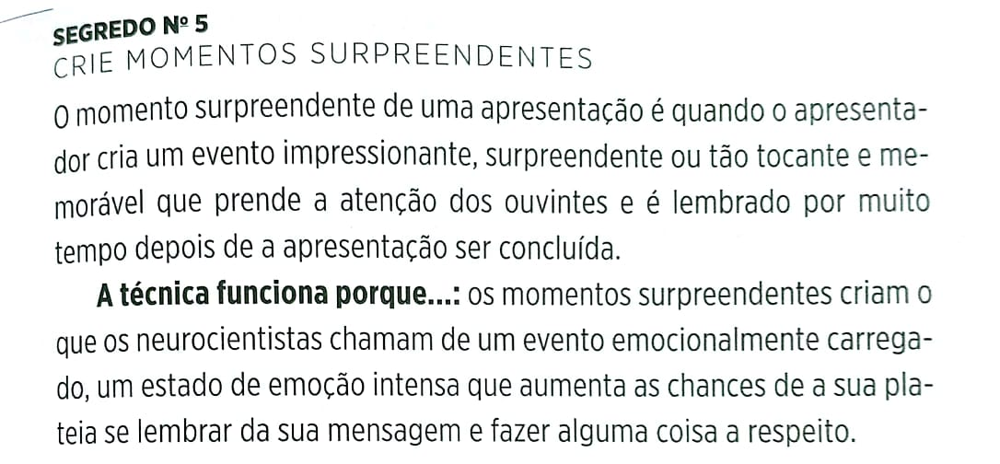 SEGREDO Nº 5
CRIE MOMENTOS SURPREENDENTES
O momento surpreendente de uma apresentação é quando o apresenta-
dor cria um evento impressionante, surpreendente ou tão tocante e me-
morável que prende a atenção dos ouvintes e é lembrado por muito
tempo depois de a apresentação ser concluída.
A técnica funciona porque...: os momentos surpreendentes criam o
que os neurocientistas chamam de um evento emocionalmente carrega-
do, um estado de emoção intensa que aumenta as chances de a sua pla-
teia se lembrar da sua mensagem e fazer alguma coisa a respeito.